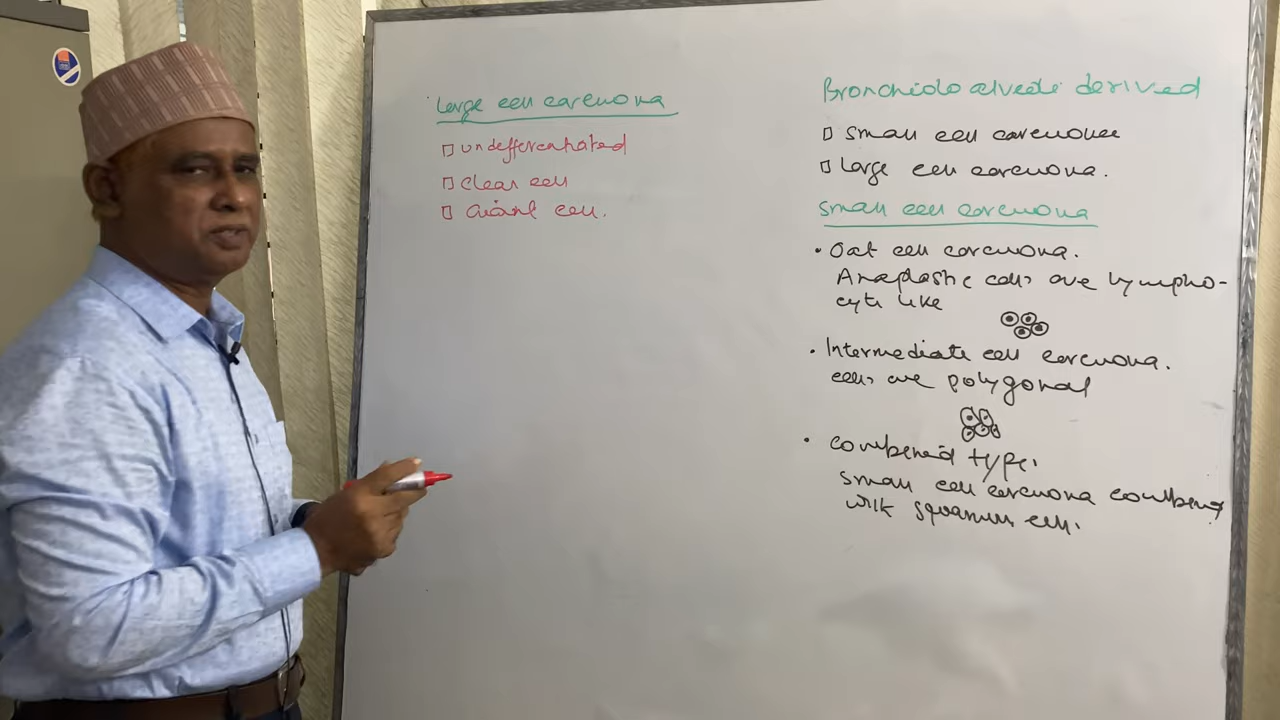 Large cell carcinoma
undifferentiated
clear cell
Giant cell.
Bronchiolo alveoli derived
small cell carcinoma
Large cell carcinoma.
small cell carcinoma
• Oat cell carcinoma.
Anaplastic cells are lympho-
cyte like
• Intermediate cell carcinoma.
cells are polygonal
• combined type.
small cell carcinoma combined
with squamous cell.